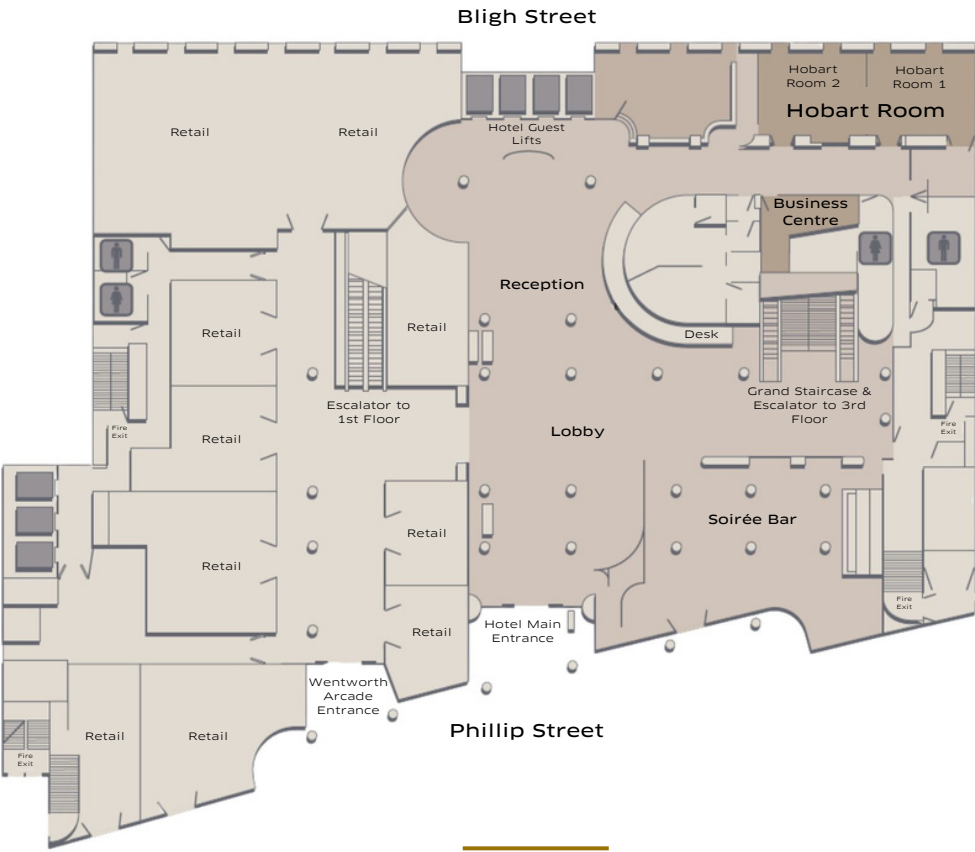 Bligh Street
Hobart
Room 2
Hobart
Room 1
Hobart Room
Retail
Retail
Hotel Guest
Lifts
Business
Centre
Reception
Retail
Retail
Desk
Escalator to
1st Floor
Grand Staircase &
Escalator to 3rd
Floor
Fire
Exit
Retail
Lobby
Fire
Exit
Retail
Soirée Bar
Retail
Fire
Exit
Hotel Main
Entrance
Retail
Wentworth
Arcade
Entrance
Phillip Street
Retail
Retail
Fire
Exit